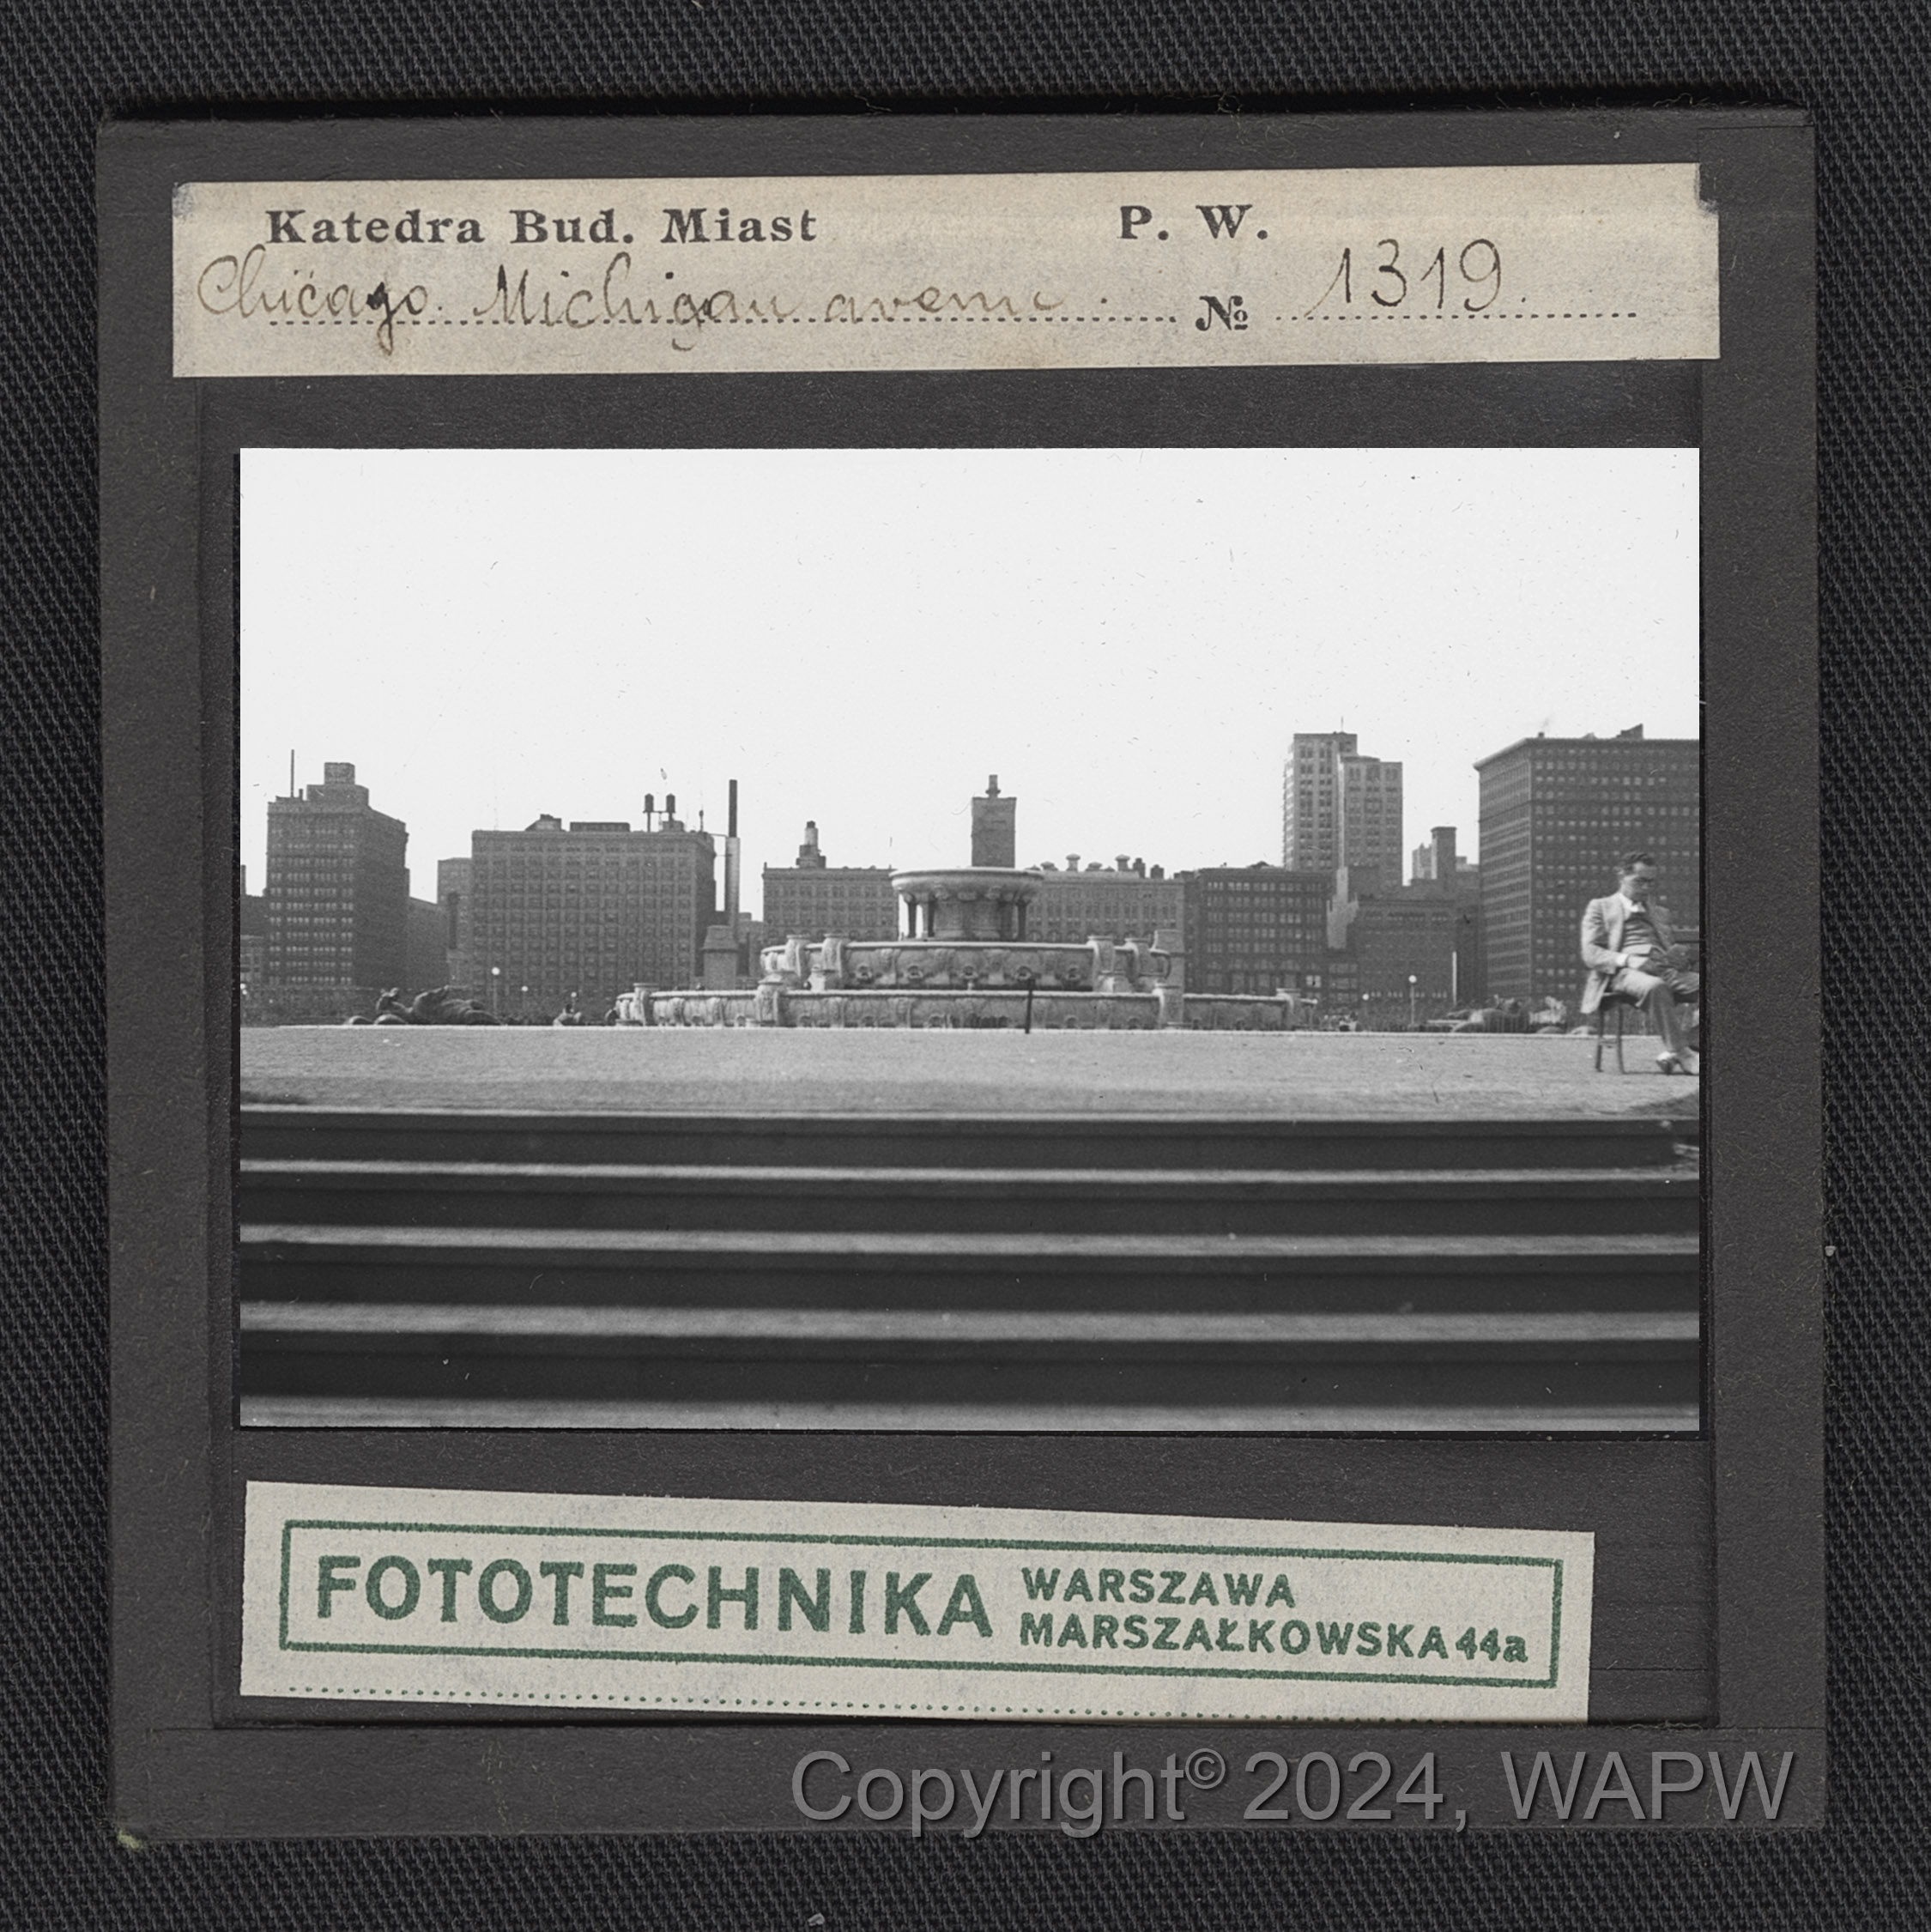 Katedra Bud. Miast P. W.
Chicago. Michigan avenue. № 1319.
FOTOTECHNIKA WARSZAWA
MARSZAŁKOWSKA 44a
Copyright© 2024, WAPW